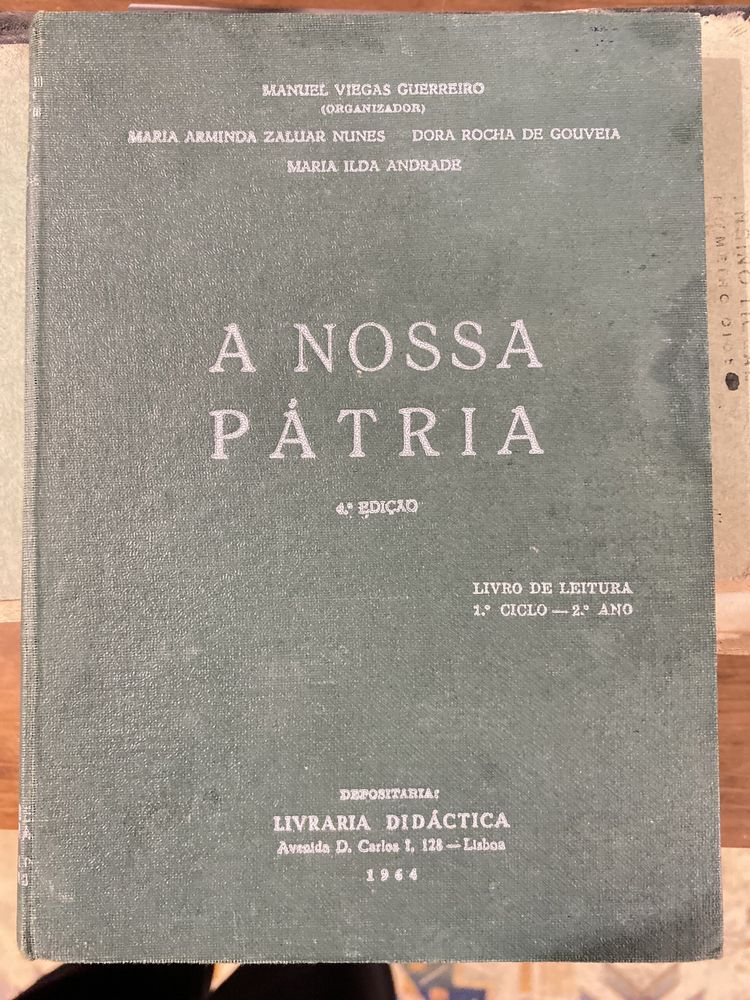 MANUEL VIEGAS GUERREIRO
(ORGANIZADOR)
MARIA ARMINDA ZALUAR NUNES DORA ROCHA DE GOUVEIA
MARIA ILDA ANDRADE
A NOSSA
PÁTRIA
4.ª EDIÇÃO
LIVRO DE LEITURA
1.º CICLO — 2.º ANO
DEPOSITARIA:
LIVRARIA DIDÁCTICA
Avenida D. Carlos I, 128 — Lisboa
1964